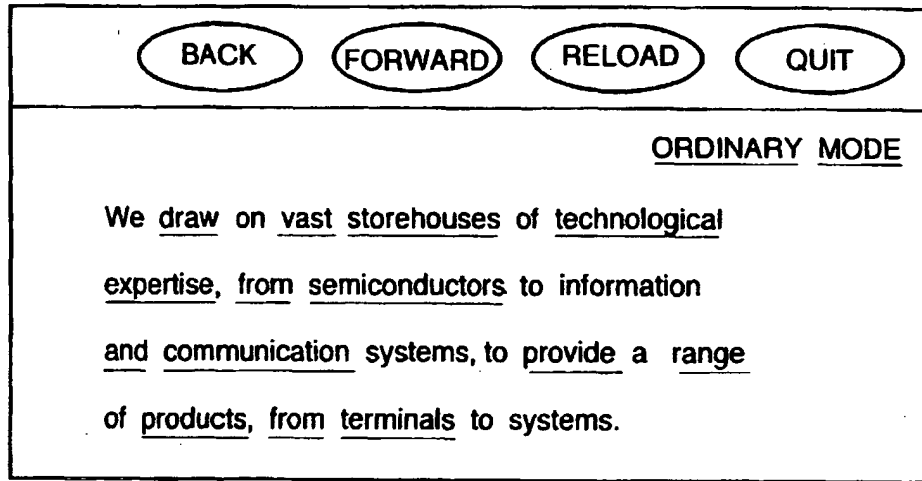 BACK FORWARD RELOAD QUIT
ORDINARY MODE
We draw on vast storehouses of technological
expertise, from semiconductors to information
and communication systems, to provide a range
of products, from terminals to systems.